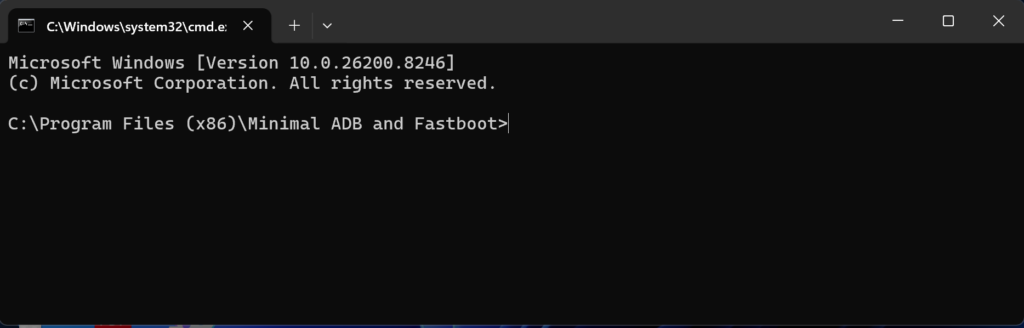 C:\Windows\system32\cmd.e
Microsoft Windows [Version 10.0.26200.8246]
(c) Microsoft Corporation. All rights reserved.
C:\Program Files (x86)\Minimal ADB and Fastboot>